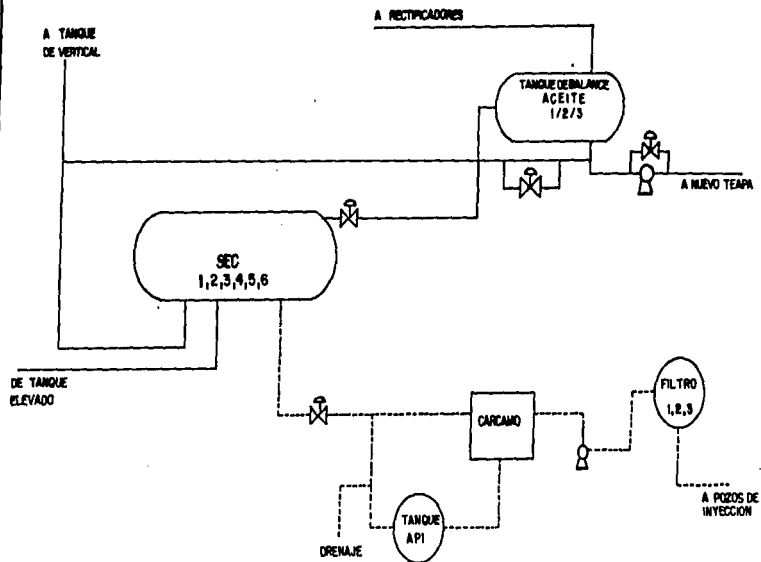 A RECTIFICADORES
A TANQUE
DE VERTICAL
TANQUE DE BALANCE
ACEITE
1/2/3
A NUEVO TEAPA
SEC
1,2,3,4,5,6
DE TANQUE
ELEVADO
FILTRO
1,2,3
CARCAMO
A POZOS DE
INYECCION
TANQUE
API
DRENAJE